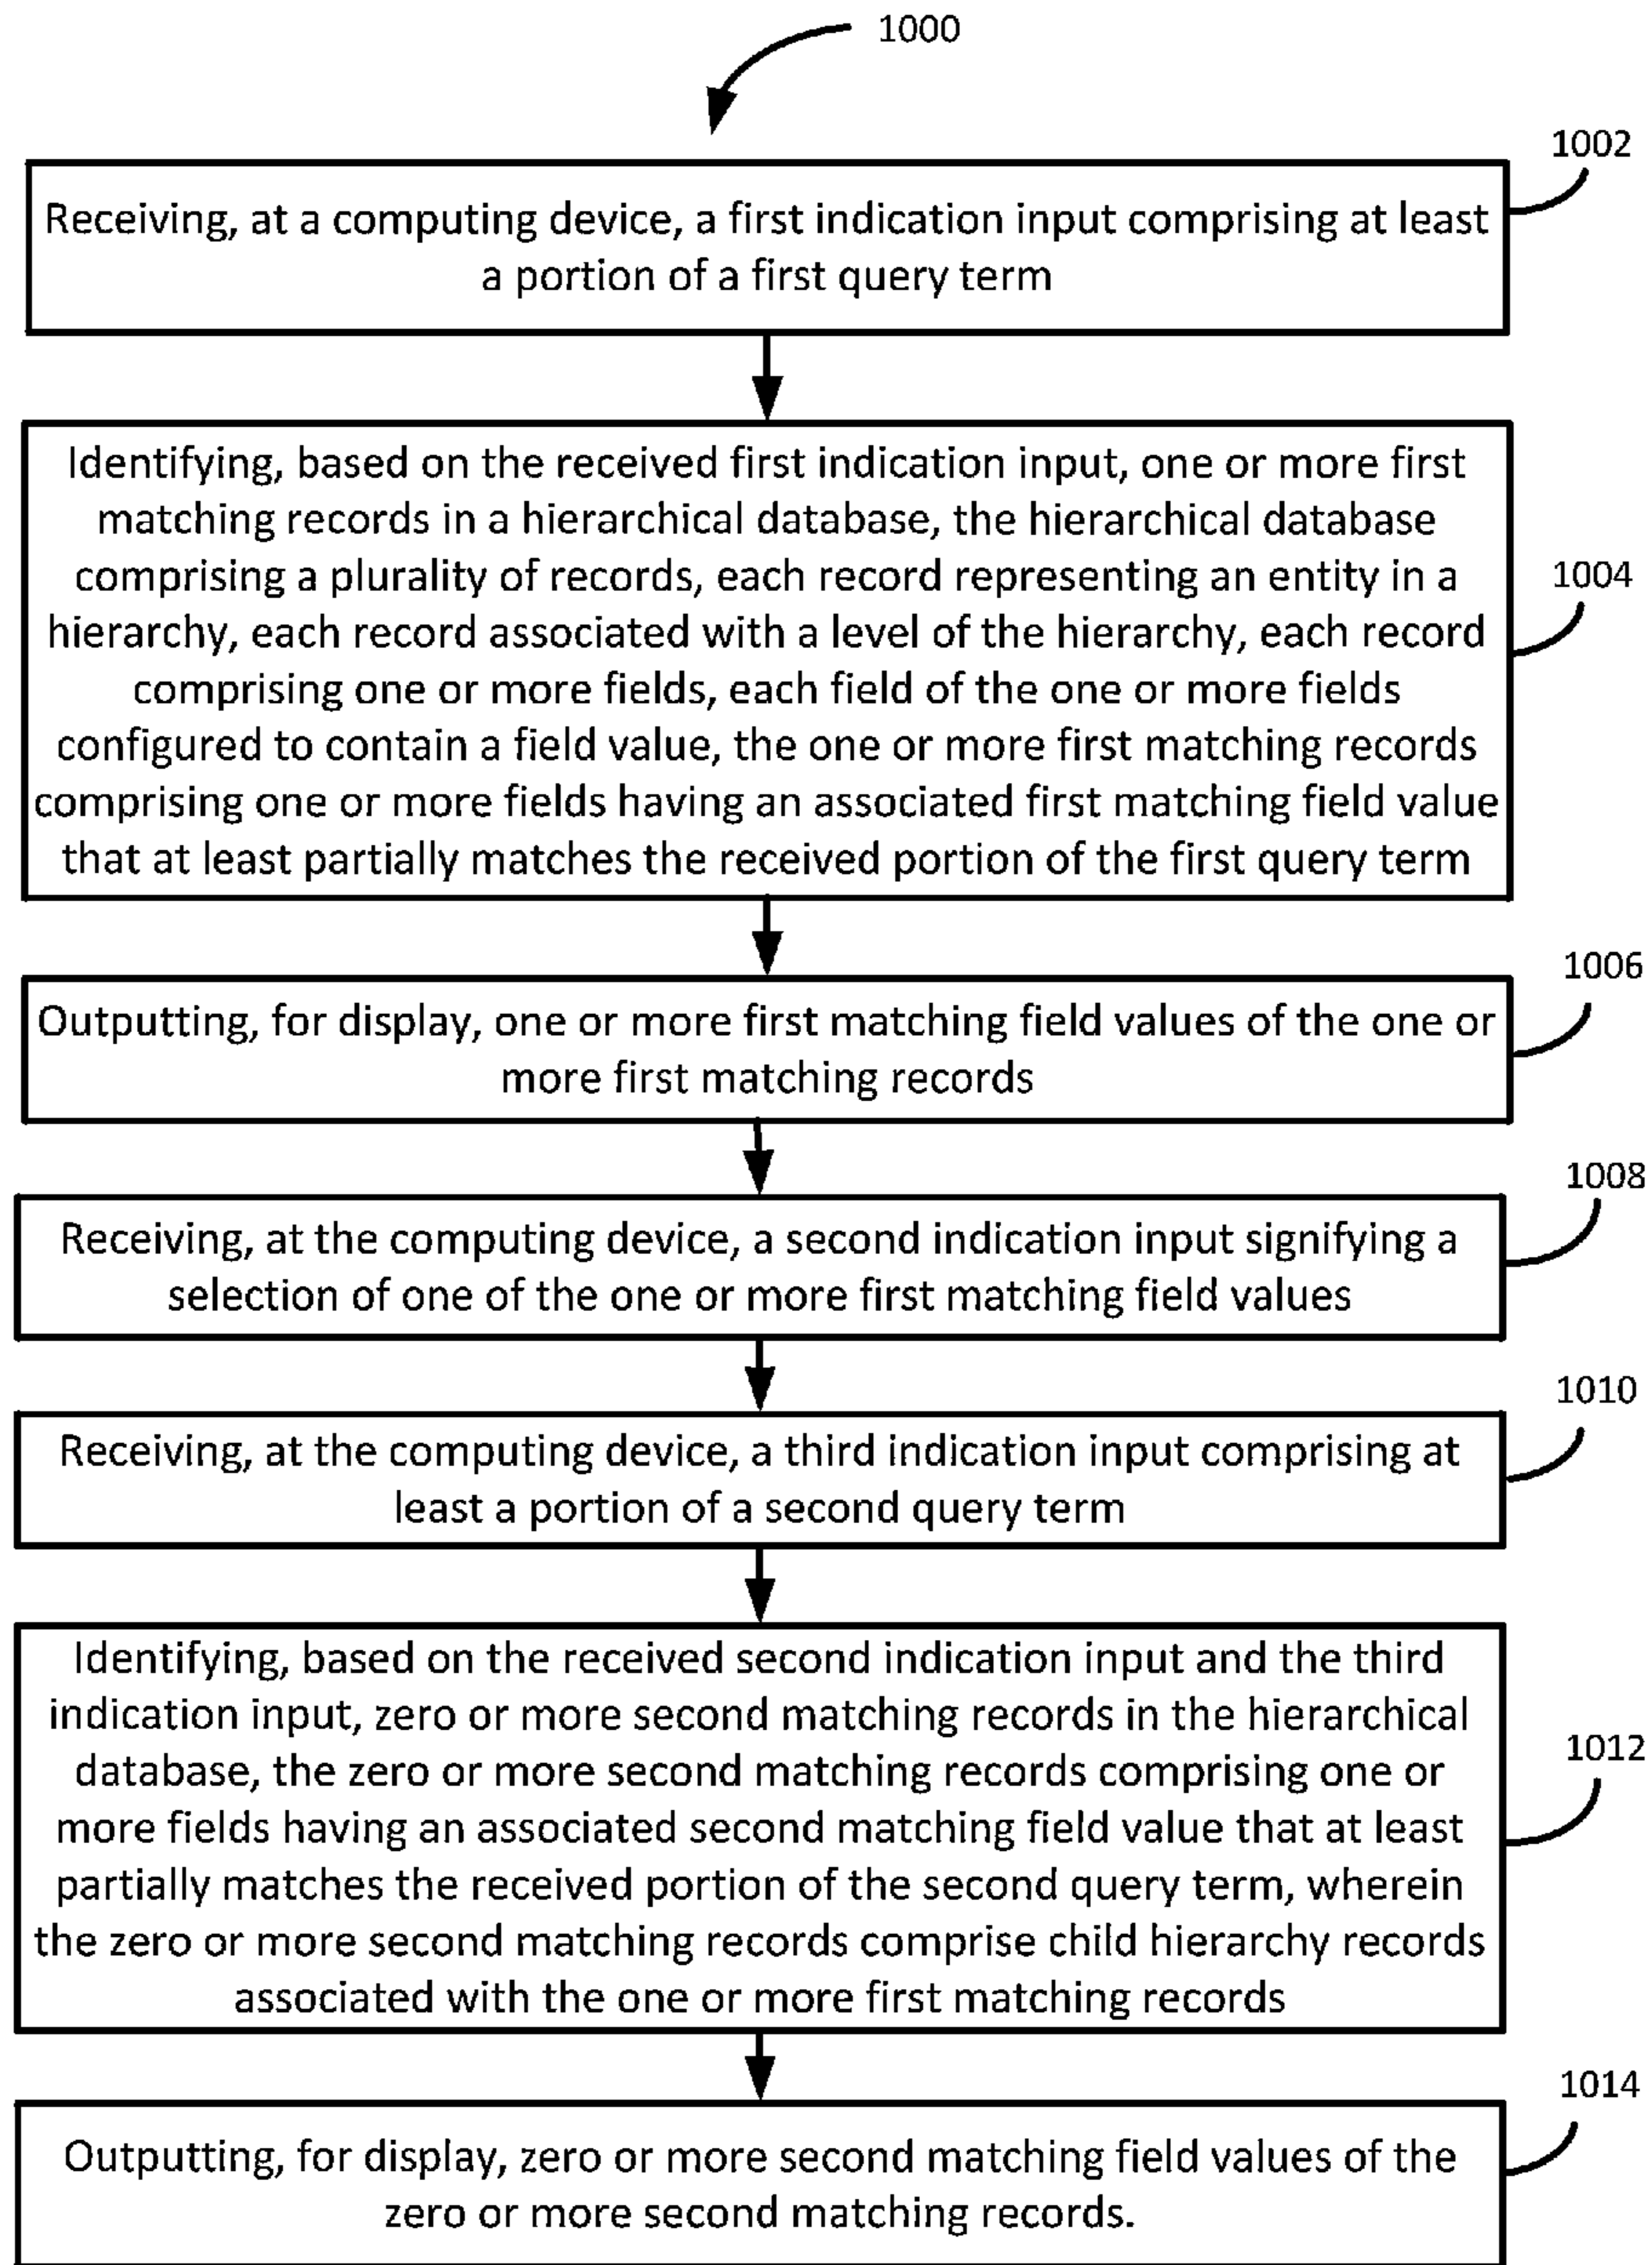 1000
1002
Receiving, at a computing device, a first indication input comprising at least
a portion of a first query term
Identifying, based on the received first indication input, one or more first
matching records in a hierarchical database, the hierarchical database
comprising a plurality of records, each record representing an entity in a
hierarchy, each record associated with a level of the hierarchy, each record
comprising one or more fields, each field of the one or more fields
configured to contain a field value, the one or more first matching records
comprising one or more fields having an associated first matching field value
that at least partially matches the received portion of the first query term
1004
1006
Outputting, for display, one or more first matching field values of the one or
more first matching records
1008
Receiving, at the computing device, a second indication input signifying a
selection of one of the one or more first matching field values
1010
Receiving, at the computing device, a third indication input comprising at
least a portion of a second query term
Identifying, based on the received second indication input and the third
indication input, zero or more second matching records in the hierarchical
database, the zero or more second matching records comprising one or
more fields having an associated second matching field value that at least
partially matches the received portion of the second query term, wherein
the zero or more second matching records comprise child hierarchy records
associated with the one or more first matching records
1012
1014
Outputting, for display, zero or more second matching field values of the
zero or more second matching records.